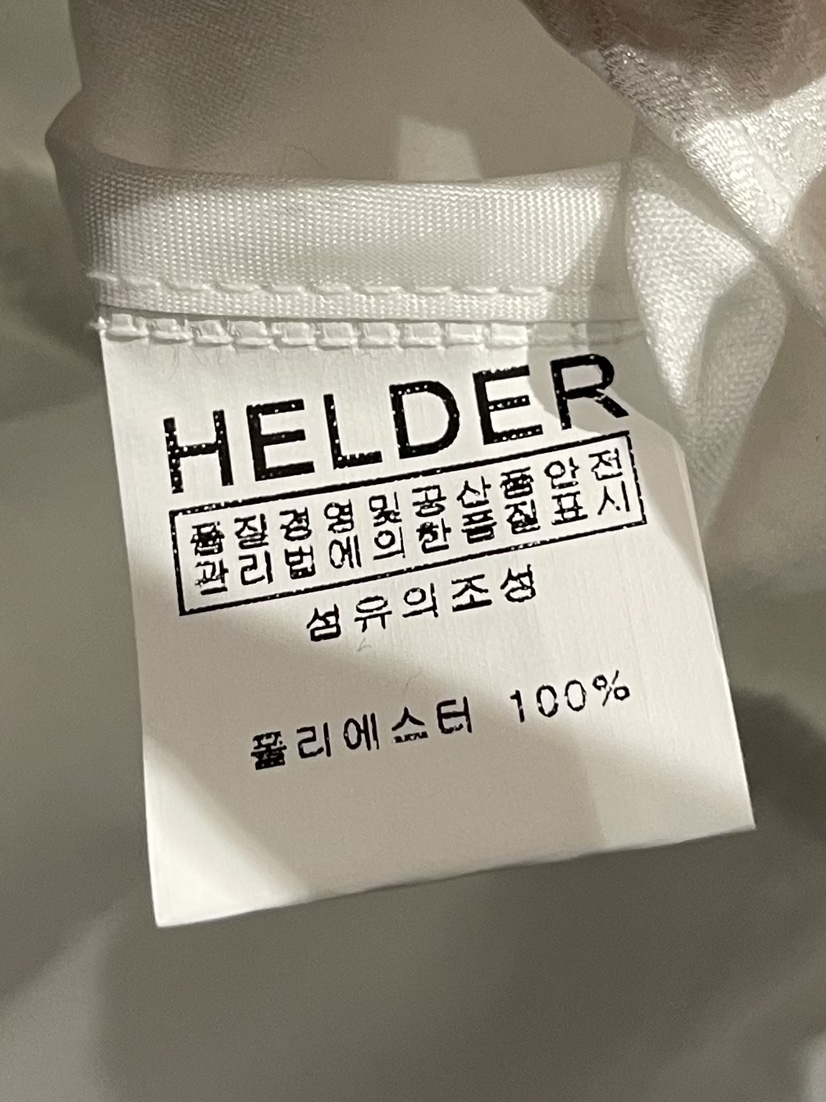 HELDER
품질경영및공산품안전
관리법에의한품질표시
섬유의조성
폴리에스터 100%